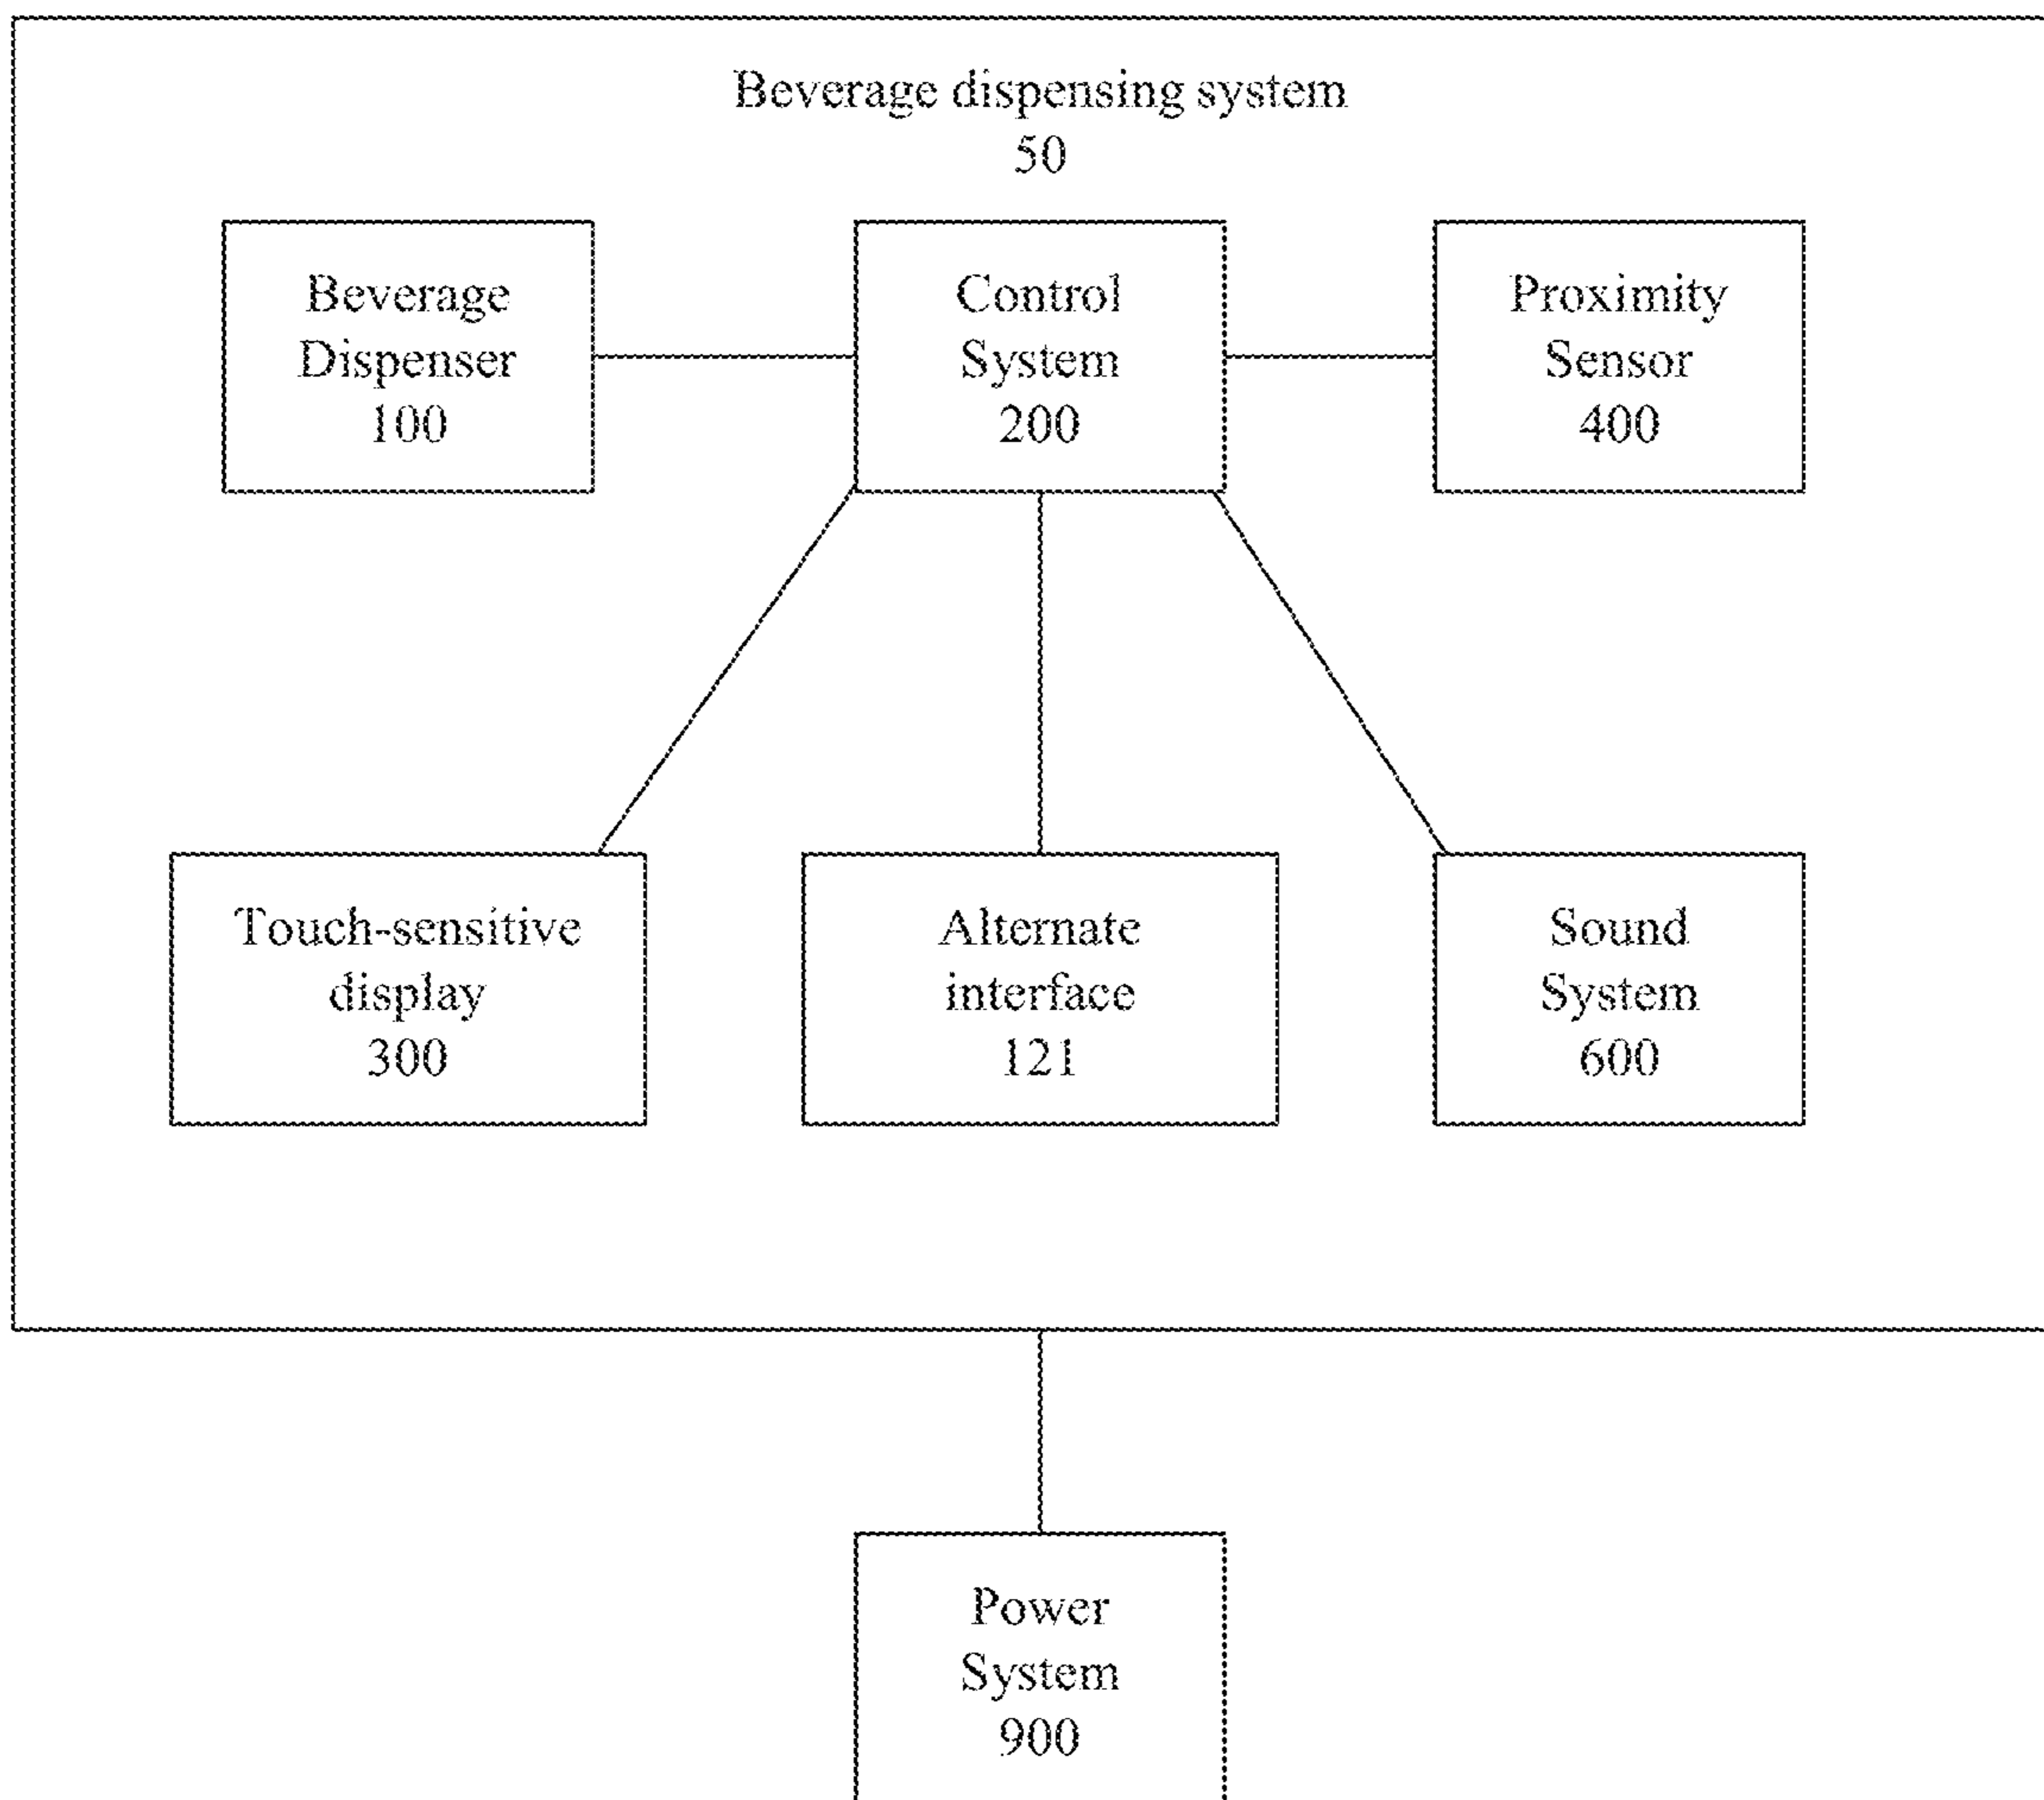 Beverage dispensing system
50
Beverage
Dispenser
100
Control
System
200
Proximity
Sensor
400
Touch-sensitive
display
300
Alternate
interface
121
Sound
System
600
Power
System
900